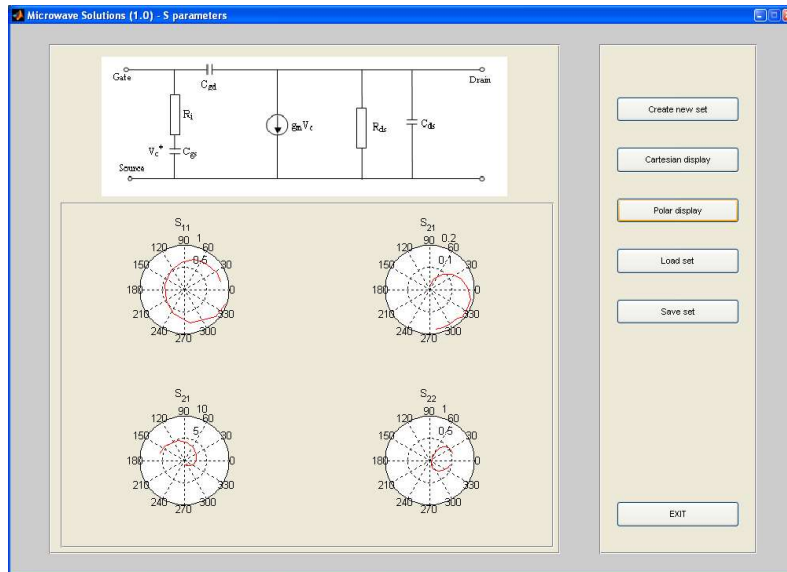 Microwave Solutions (1.0) - S parameters
Gate
Cgd
Drain
Ri
gmVc
Rds
Cds
Vc+
Cgs
Source
Create new set
Cartesian display
Polar display
Load set
Save set
EXIT
S11
90 1
120 60
0.5
150 30
180 0
210 330
240 300
270
S21
90 0.2
120 60
0.1
150 30
180 0
210 330
240 300
270
S21
90 10
120 60
5
150 30
180 0
210 330
240 300
270
S22
90 1
120 60
0.5
150 30
180 0
210 330
240 300
270